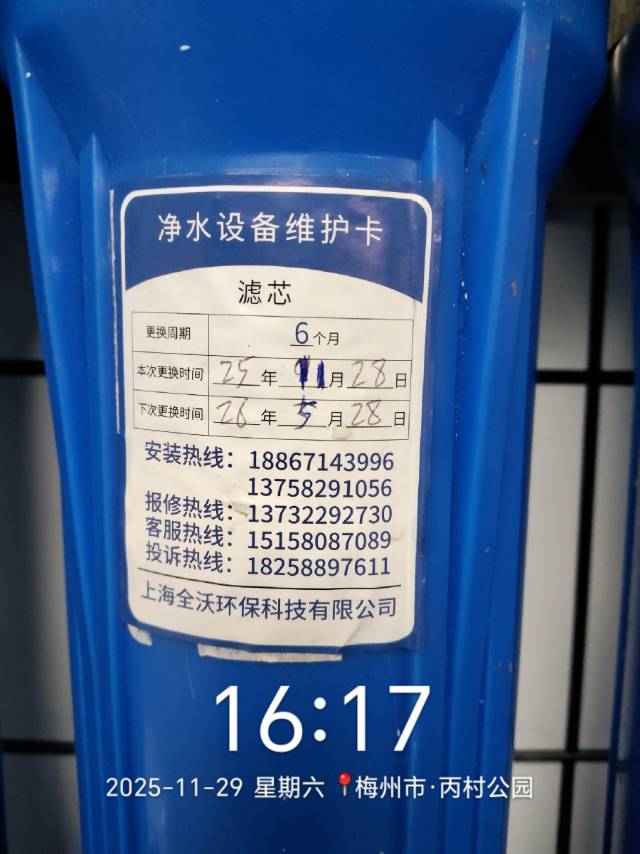 净水设备维护卡
滤芯
更换周期 6个月
本次更换时间 25年 11月 28日
下次更换时间 26年 5月 28日
安装热线：18867143996
13758291056
报修热线：13732292730
客服热线：15158087089
投诉热线：18258897611
上海全沃环保科技有限公司
16:17
2025-11-29 星期六 📍梅州市·丙村公园